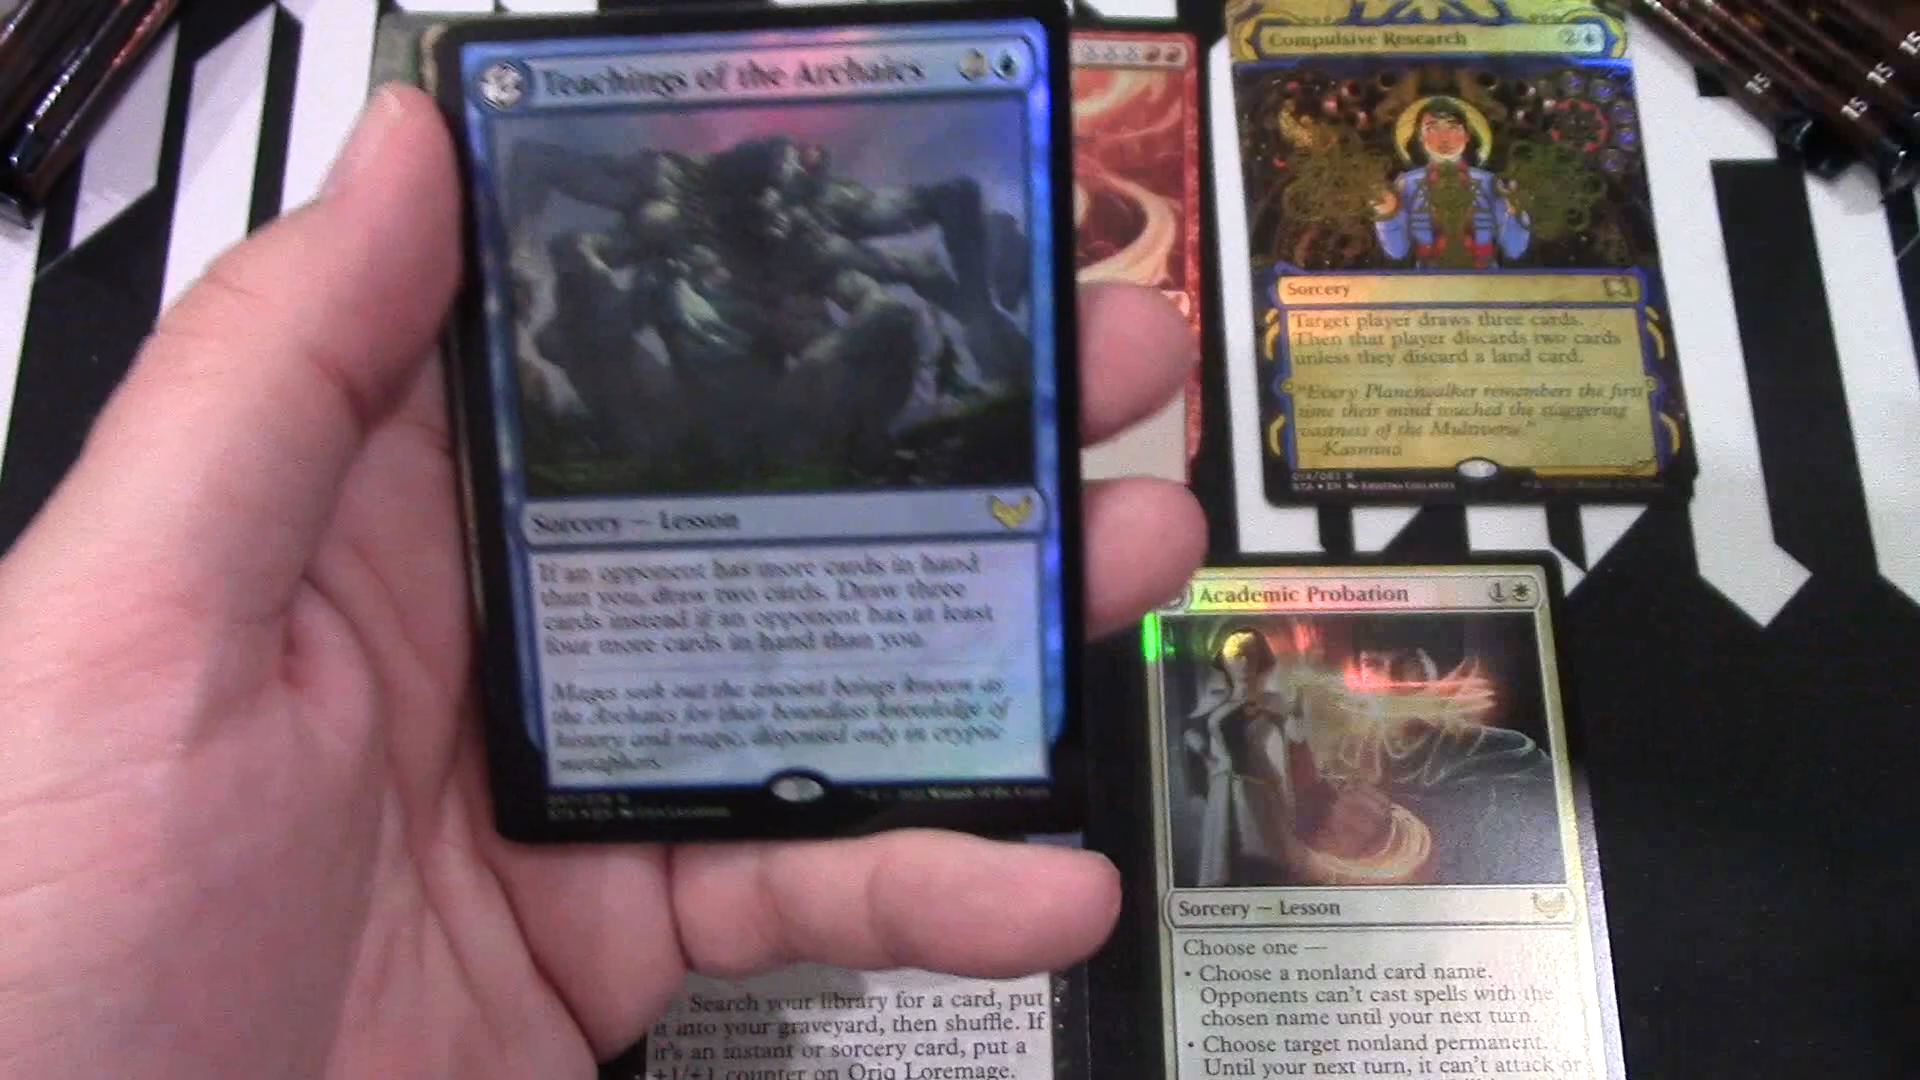 Teachings of the Archaics
2
Sorcery — Lesson
If an opponent has more cards in hand
than you, draw two cards. Draw three
cards instead if an opponent has at least
four more cards in hand than you.
Mages seek out the ancient beings known as
the Archaics for their boundless knowledge of
history and magic, dispensed only in cryptic
metaphors.
XXX
Compulsive Research
2
Sorcery
Target player draws three cards.
Then that player discards two cards
unless they discard a land card.
"Every Planeswalker remembers the first
time their mind touched the staggering
vastness of the Multiverse."
—Kasmina
Academic Probation
1
Sorcery — Lesson
Choose one —
• Choose a nonland card name.
Opponents can't cast spells with the
chosen name until your next turn.
• Choose target nonland permanent.
Until your next turn, it can't attack or
Search your library for a card, put
it into your graveyard, then shuffle. If
it's an instant or sorcery card, put a
+1/+1 counter on Oriq Loremage.
15
15
15